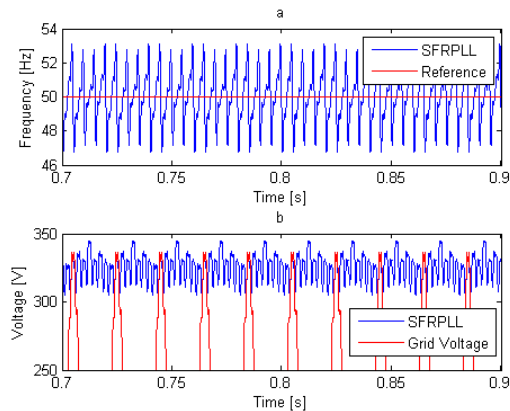 a
54
52
50
48
46
Frequency [Hz]
SFRPLL
Reference
0.7
0.75
0.8
0.85
0.9
Time [s]
b
350
300
250
Voltage [V]
SFRPLL
Grid Voltage
0.7
0.75
0.8
0.85
0.9
Time [s]